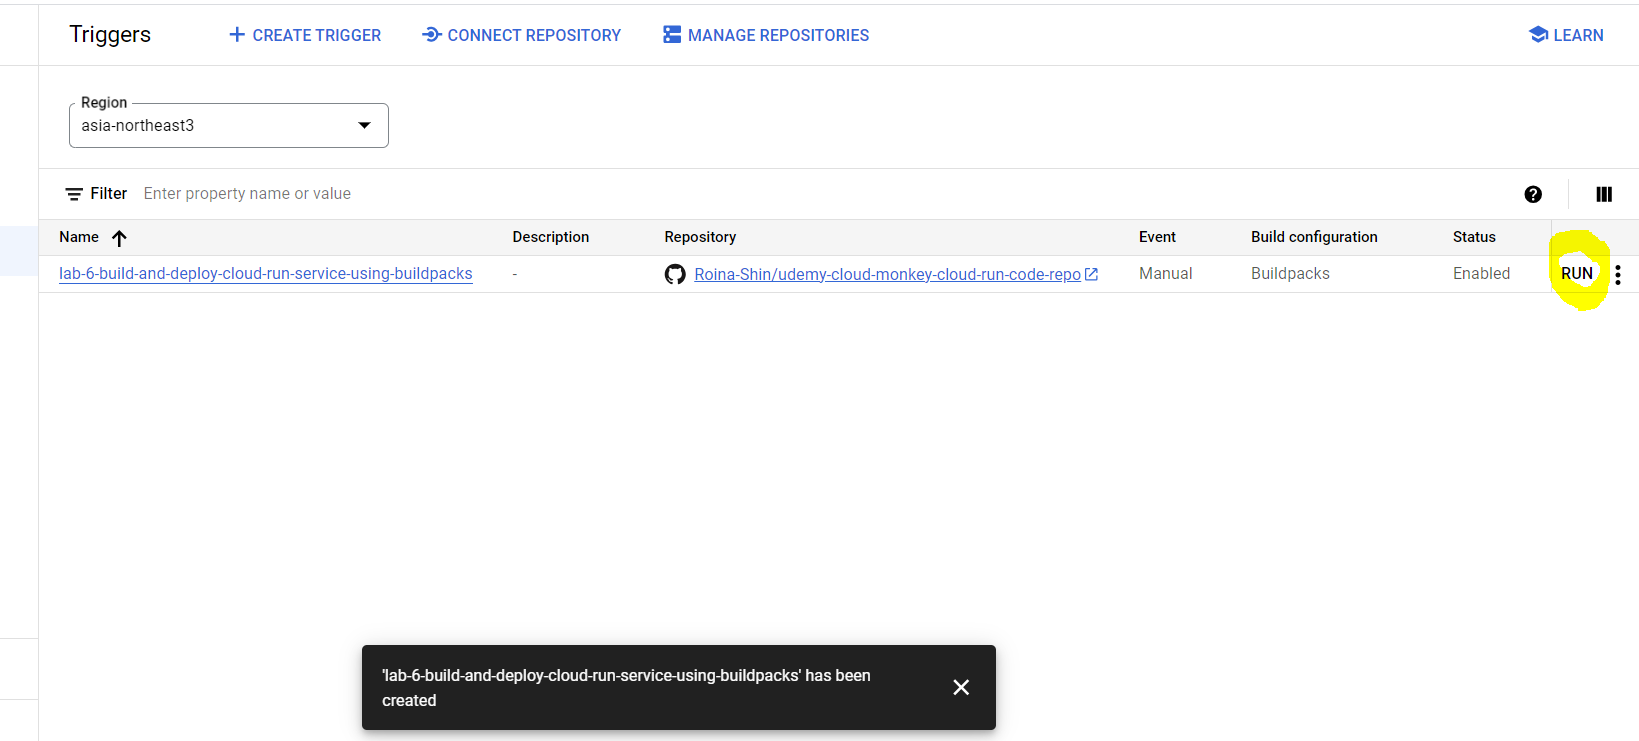 Triggers
CREATE TRIGGER
CONNECT REPOSITORY
MANAGE REPOSITORIES
LEARN
Region
asia-northeast3
Filter Enter property name or value
Name Description Repository Event Build configuration Status
lab-6-build-and-deploy-cloud-run-service-using-buildpacks - Roina-Shin/udemy-cloud-monkey-cloud-run-code-repo Manual Buildpacks Enabled RUN
'lab-6-build-and-deploy-cloud-run-service-using-buildpacks' has been
created